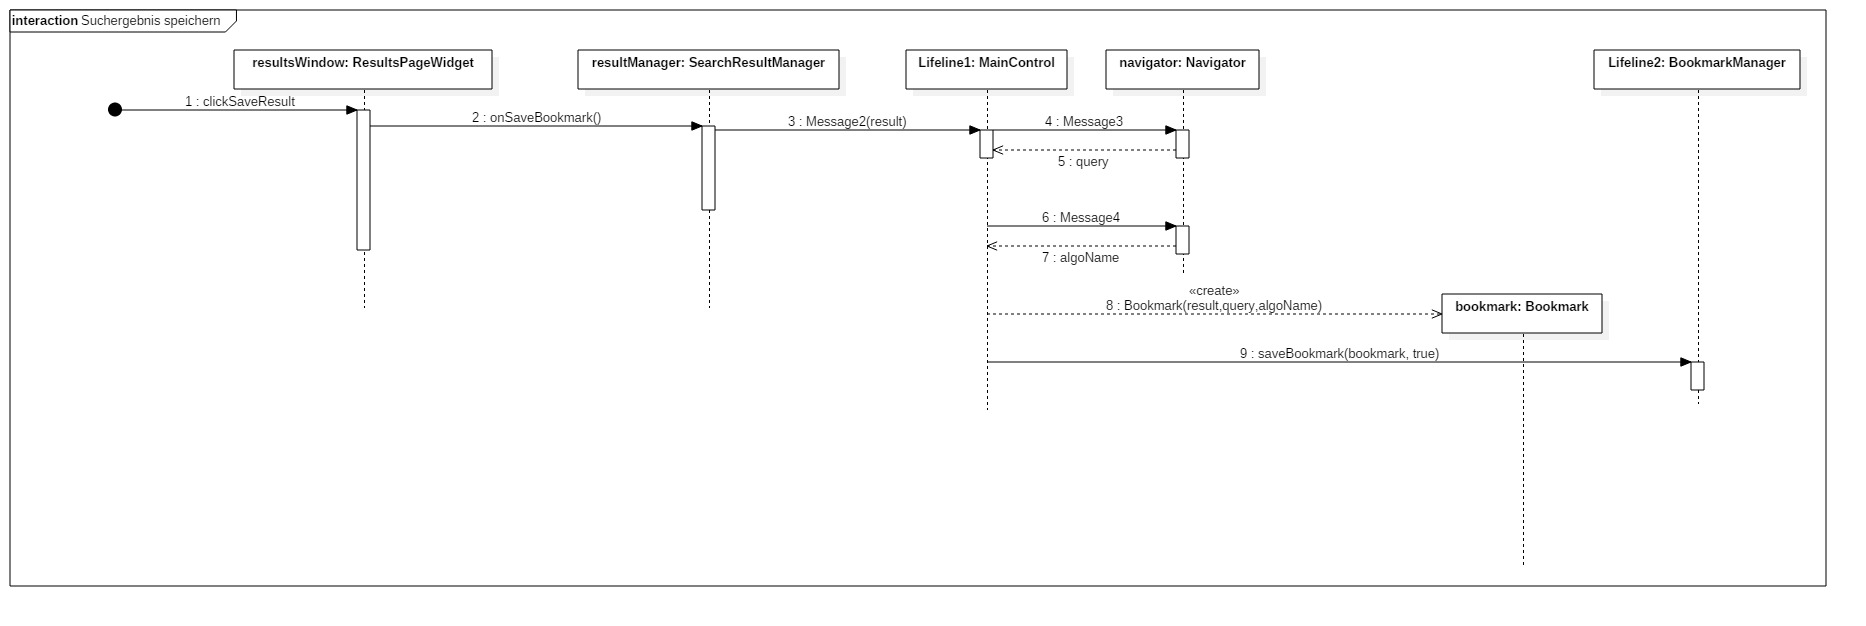 interaction Suchergebnis speichern
resultsWindow: ResultsPageWidget
resultManager: SearchResultManager
Lifeline1: MainControl
navigator: Navigator
Lifeline2: BookmarkManager
1 : clickSaveResult
2 : onSaveBookmark()
3 : Message2(result)
4 : Message3
5 : query
6 : Message4
7 : algoName
«create»
8 : Bookmark(result,query,algoName)
bookmark: Bookmark
9 : saveBookmark(bookmark, true)